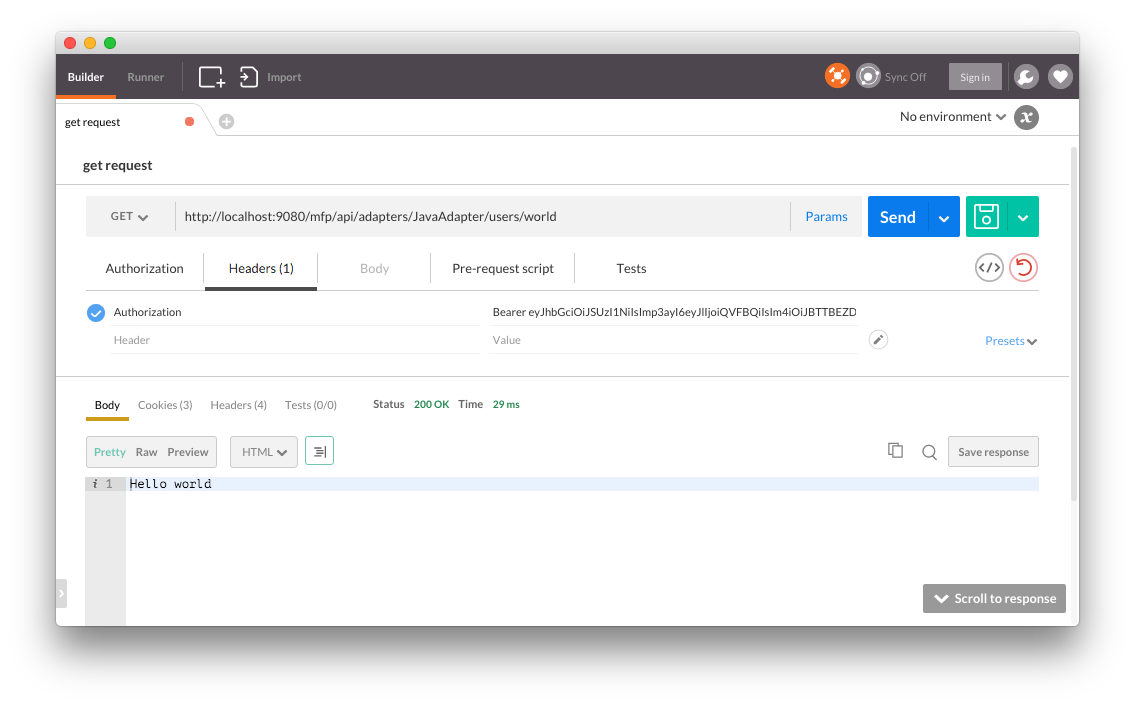 Builder Runner Import Sync Off Sign in
get request No environment
get request
GET http://localhost:9080/mfp/api/adapters/JavaAdapter/users/world Params Send
Authorization Headers (1) Body Pre-request script Tests
Authorization Bearer eyJhbGciOiJSUzI1NiIsImp3ayI6eyJlIjoiQVFBQiIsIm4iOiJBTTBEZD
Header Value Presets
Body Cookies (3) Headers (4) Tests (0/0) Status 200 OK Time 29 ms
Pretty Raw Preview HTML Save response
i 1 Hello world
Scroll to response